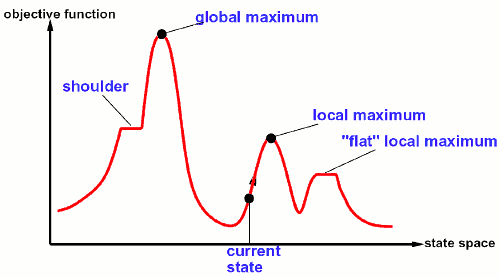 objective function
global maximum
shoulder
local maximum
"flat" local maximum
current
state
state space